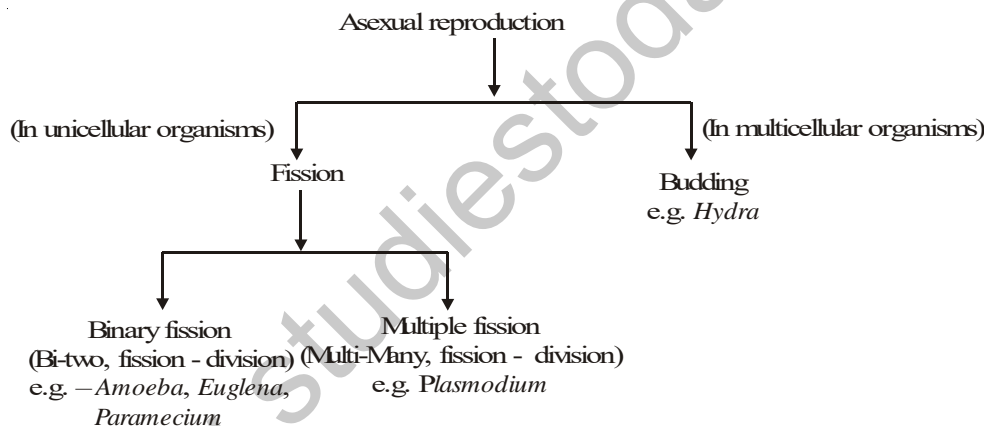 Asexual reproduction
(In unicellular organisms)
(In multicellular organisms)
Fission
Budding
e.g. Hydra
Binary fission
(Bi-two, fission - division)
e.g. – Amoeba, Euglena,
Paramecium
Multiple fission
(Multi-Many, fission - division)
e.g. Plasmodium
studiestoda